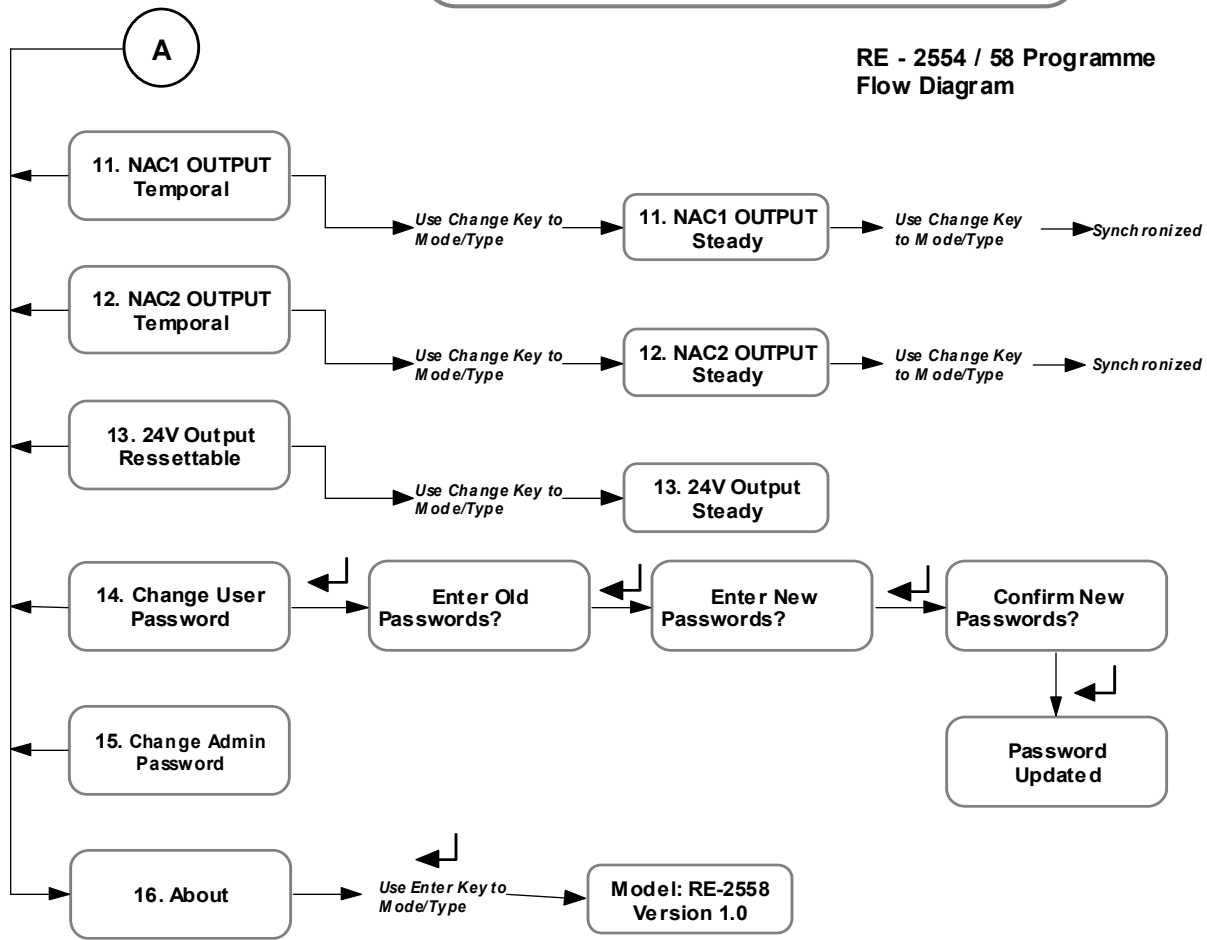 A
RE - 2554 / 58 Programme
Flow Diagram
11. NAC1 OUTPUT
Temporal
Use Change Key to
Mode/Type
11. NAC1 OUTPUT
Steady
Use Change Key
to Mode/Type
Synchronized
12. NAC2 OUTPUT
Temporal
Use Change Key to
Mode/Type
12. NAC2 OUTPUT
Steady
Use Change Key
to Mode/Type
Synchronized
13. 24V Output
Ressettable
Use Change Key to
Mode/Type
13. 24V Output
Steady
14. Change User
Password
Enter Old
Passwords?
Enter New
Passwords?
Confirm New
Passwords?
Password
Updated
15. Change Admin
Password
16. About
Use Enter Key to
Mode/Type
Model: RE-2558
Version 1.0